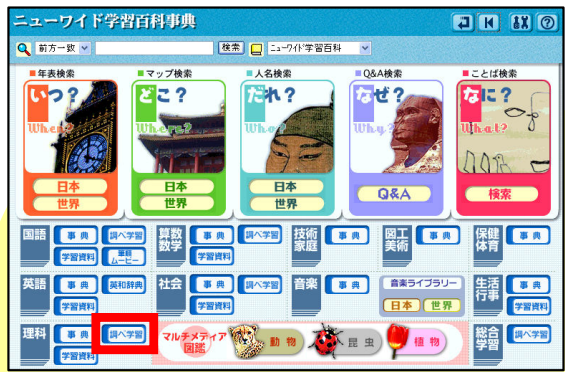 ニューワイド学習百科事典
前方一致 検索 ニューワイド学習百科
年表検索 マップ検索 人名検索 Q&A検索 ことば検索
いつ? どこ? だれ? なぜ? なに?
When? Where? Who? Why? What?
日本 日本 日本 Q&A 検索
世界 世界 世界
国語 事典 調べ学習 算数 数学 事典 調べ学習 技術 家庭 事典 図工 美術 事典 保健 体育 事典
学習資料 筆順ムービー 学習資料
英語 事典 英和辞典 社会 事典 調べ学習 音楽 事典 音楽ライブラリー 生活 行事 事典
学習資料 学習資料 日本 世界 学習資料
理科 事典 調べ学習 マルチメディア図鑑 動物 昆虫 植物 総合 学習 調べ学習
学習資料